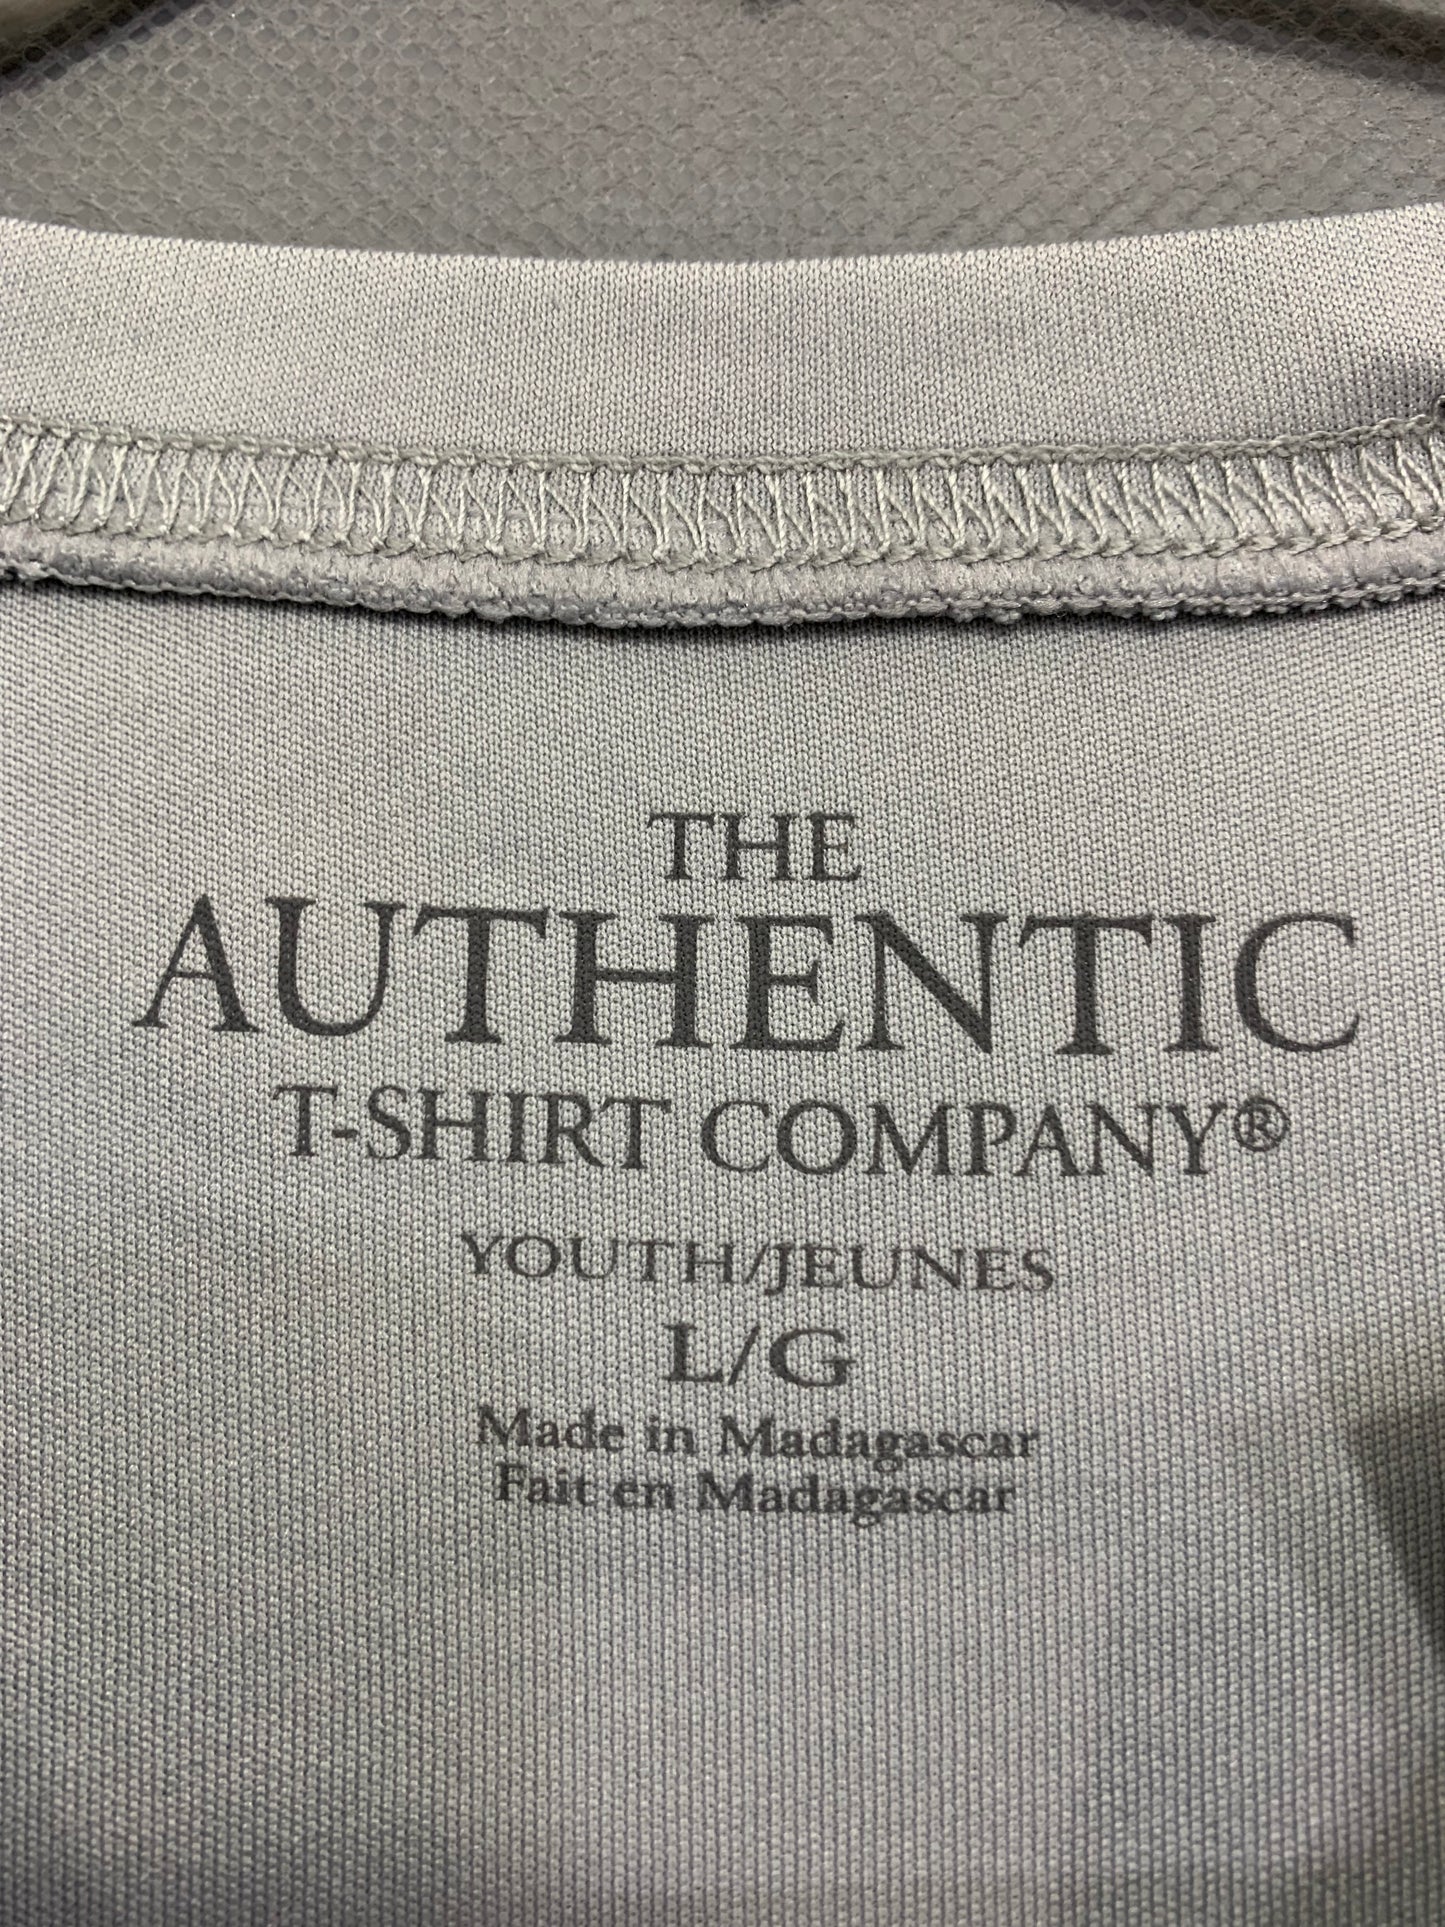 THE
AUTHENTIC
T-SHIRT COMPANY®
YOUTH/JEUNES
L/G
Made in Madagascar
Fait en Madagascar